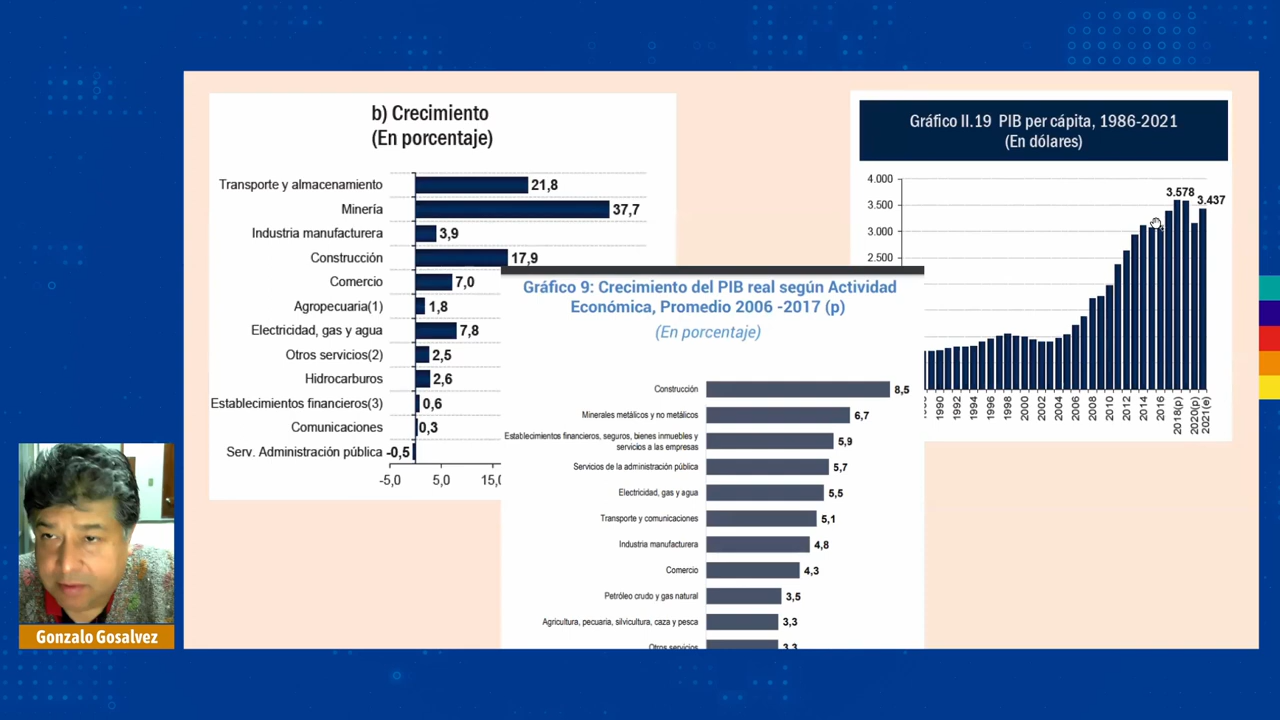 b) Crecimiento
(En porcentaje)
Transporte y almacenamiento 21,8
Minería 37,7
Industria manufacturera 3,9
Construcción 17,9
Comercio 7,0
Agropecuaria(1) 1,8
Electricidad, gas y agua 7,8
Otros servicios(2) 2,5
Hidrocarburos 2,6
Establecimientos financieros(3) 0,6
Comunicaciones 0,3
Serv. Administración pública -0,5
-5,0 5,0
Gráfico 9: Crecimiento del PIB real según Actividad
Económica, Promedio 2006 -2017 (p)
(En porcentaje)
Construcción 8,5
Minerales metálicos y no metálicos 6,7
Establecimientos financieros, seguros, bienes inmuebles y
servicios a las empresas 5,9
Servicios de la administración pública 5,7
Electricidad, gas y agua 5,5
Transporte y comunicaciones 5,1
Industria manufacturera 4,8
Comercio 4,3
Petróleo crudo y gas natural 3,5
Agricultura, pecuaria, silvicultura, caza y pesca 3,3
Otros servicios 3,3
Gráfico II.19 PIB per cápita, 1986-2021
(En dólares)
4.000
3.500
3.000
2.500
3.578
3.437
1990 1992 1994 1996 1998 2000 2002 2004 2006 2008 2010 2012 2014 2016 2018(p) 2020(p) 2021(e)
Gonzalo Gosalvez